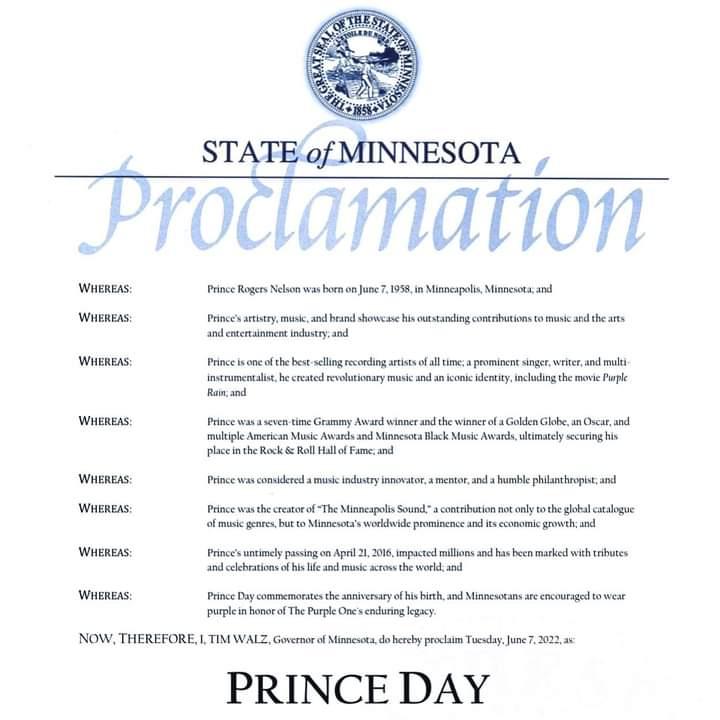 THE GREAT SEAL OF THE STATE OF MINNESOTA
L'ETOILE DU NORD
1858
STATE of MINNESOTA
Proclamation
WHEREAS: Prince Rogers Nelson was born on June 7, 1958, in Minneapolis, Minnesota; and
WHEREAS: Prince's artistry, music, and brand showcase his outstanding contributions to music and the arts
and entertainment industry; and
WHEREAS: Prince is one of the best-selling recording artists of all time; a prominent singer, writer, and multi-
instrumentalist, he created revolutionary music and an iconic identity, including the movie Purple
Rain; and
WHEREAS: Prince was a seven-time Grammy Award winner and the winner of a Golden Globe, an Oscar, and
multiple American Music Awards and Minnesota Black Music Awards, ultimately securing his
place in the Rock & Roll Hall of Fame; and
WHEREAS: Prince was considered a music industry innovator, a mentor, and a humble philanthropist; and
WHEREAS: Prince was the creator of "The Minneapolis Sound," a contribution not only to the global catalogue
of music genres, but to Minnesota's worldwide prominence and its economic growth; and
WHEREAS: Prince's untimely passing on April 21, 2016, impacted millions and has been marked with tributes
and celebrations of his life and music across the world; and
WHEREAS: Prince Day commemorates the anniversary of his birth, and Minnesotans are encouraged to wear
purple in honor of The Purple One's enduring legacy.
NOW, THEREFORE, I, TIM WALZ, Governor of Minnesota, do hereby proclaim Tuesday, June 7, 2022, as:
PRINCE DAY